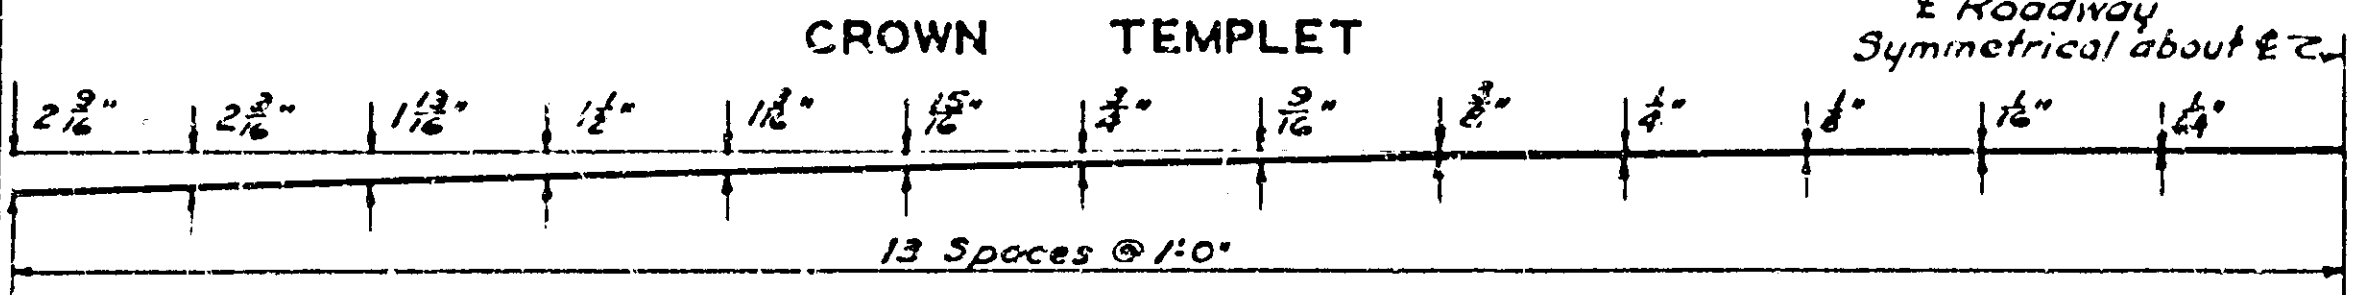 CROWN TEMPLET
℄ Roadway
Symmetrical about ℄
2 9/16" 2 3/16" 1 13/16" 1 1/2" 1 3/16" 15/16" 3/4" 9/16" 3/8" 1/4" 1/8" 1/16" 1/64"
13 Spaces @ 1'-0"